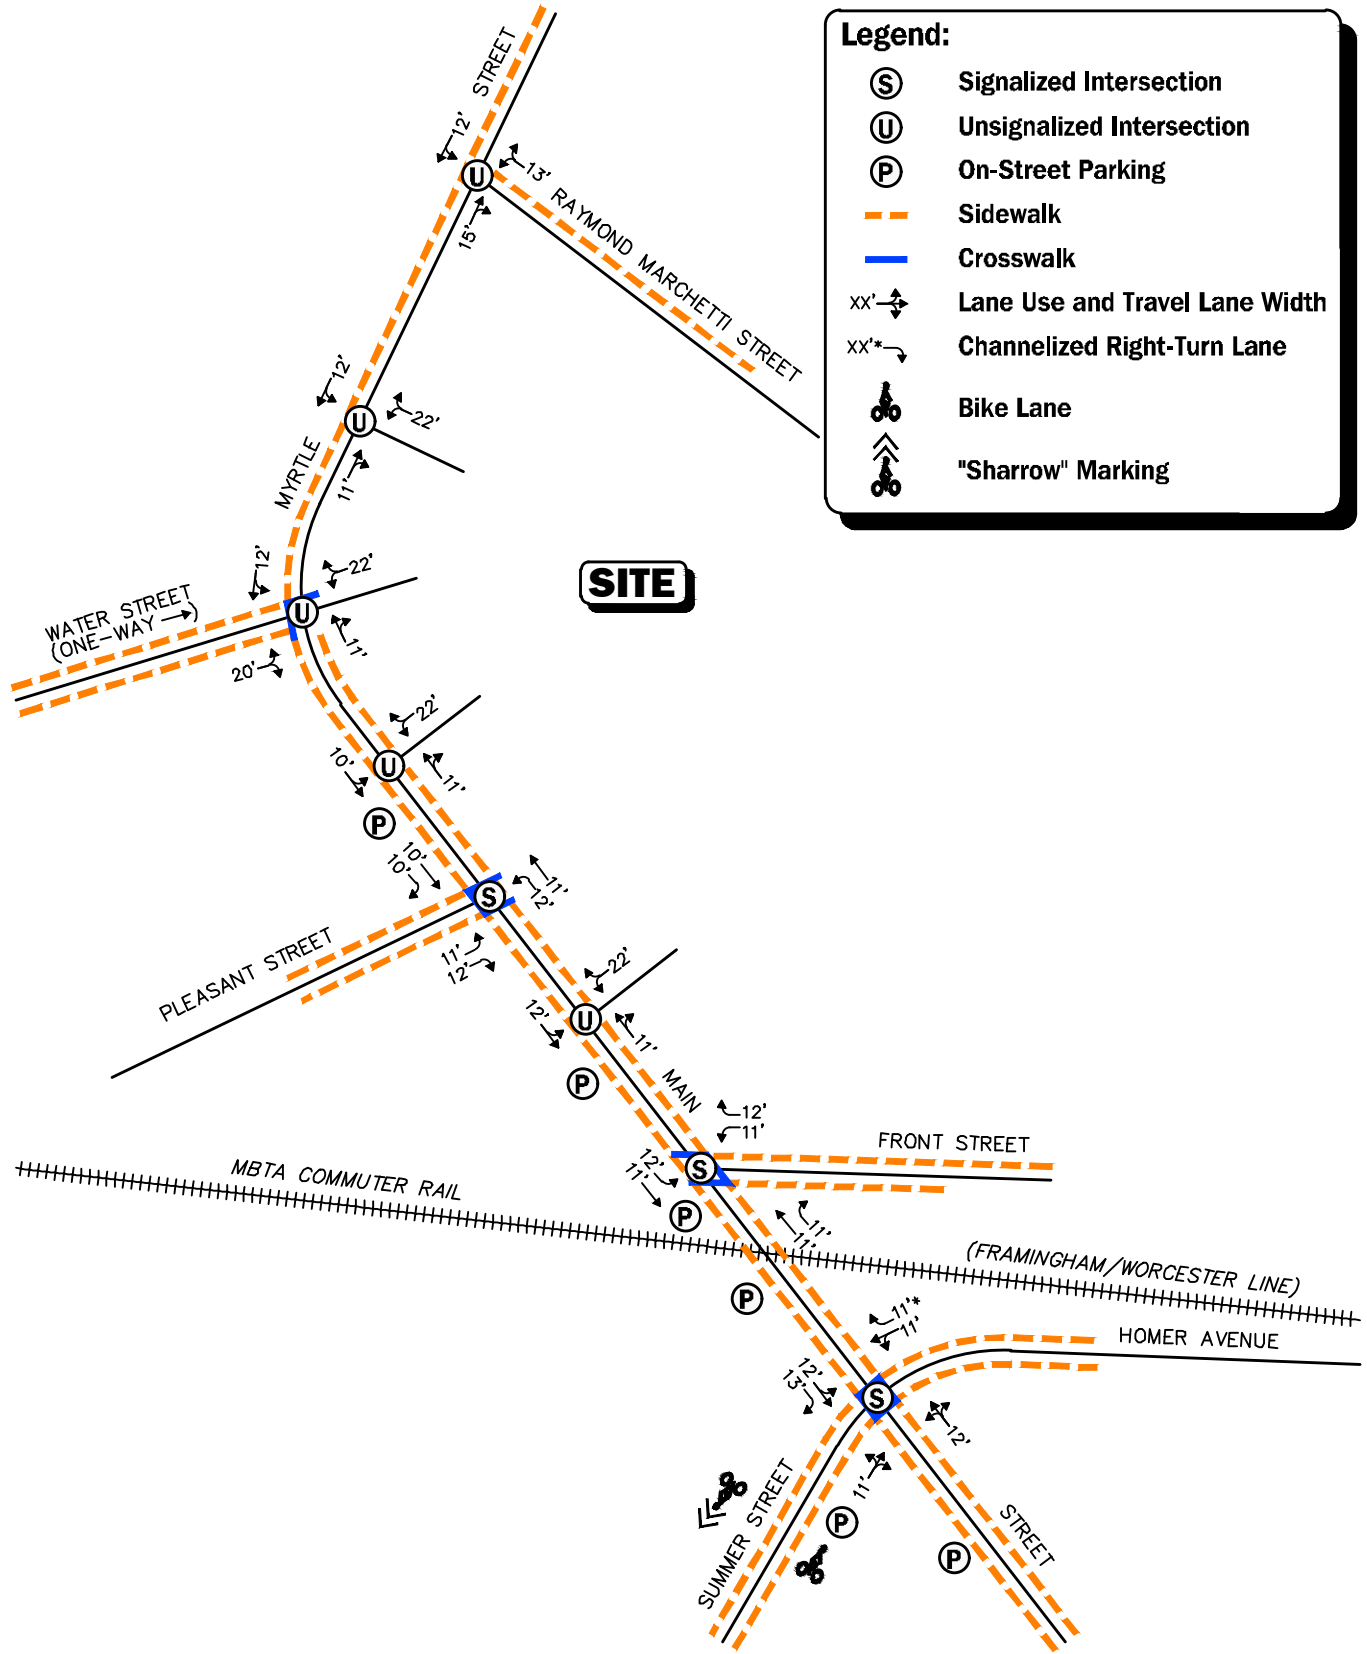 Legend:
S Signalized Intersection
U Unsignalized Intersection
P On-Street Parking
Sidewalk
Crosswalk
XX' Lane Use and Travel Lane Width
XX'* Channelized Right-Turn Lane
Bike Lane
"Sharrow" Marking
STREET
12'
U
13' RAYMOND MARCHETTI STREET
15'
12'
U
22'
MYRTLE
11'
SITE
12'
22'
WATER STREET
(ONE-WAY)
U
11'
20'
22'
10'
U
11'
P
10'
10'
11'
12'
S
PLEASANT STREET
11'
12'
22'
12'
U
11'
P
MAIN
12'
11'
FRONT STREET
12'
11'
S
P
11'
11'
MBTA COMMUTER RAIL
(FRAMINGHAM/WORCESTER LINE)
P
11'*
11'
HOMER AVENUE
12'
13'
S
12'
11'
SUMMER STREET
P
STREET
P